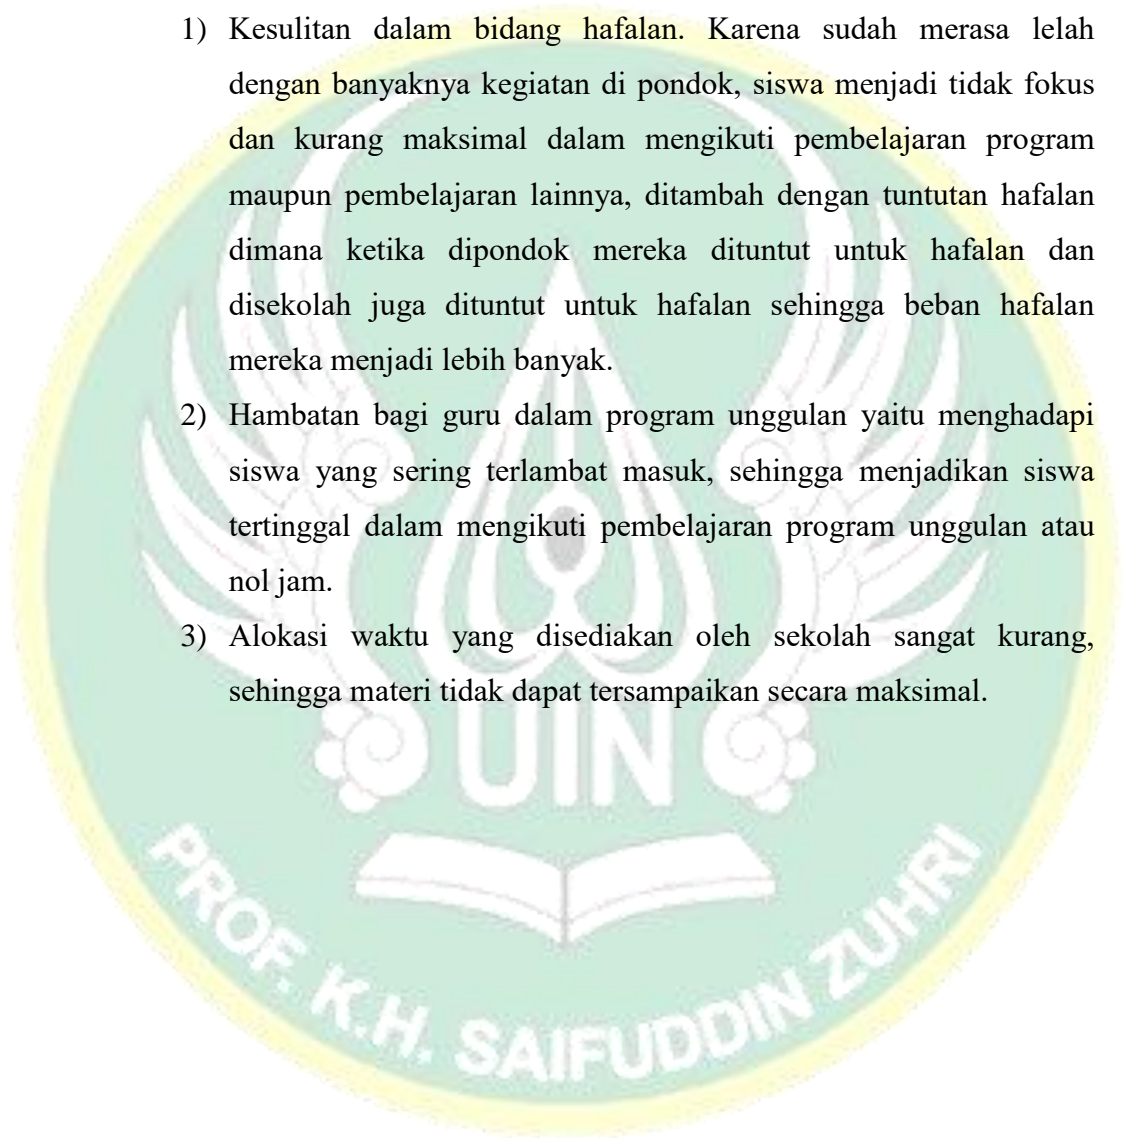 1) Kesulitan dalam bidang hafalan. Karena sudah merasa lelah
dengan banyaknya kegiatan di pondok, siswa menjadi tidak fokus
dan kurang maksimal dalam mengikuti pembelajaran program
maupun pembelajaran lainnya, ditambah dengan tuntutan hafalan
dimana ketika dipondok mereka dituntut untuk hafalan dan
disekolah juga dituntut untuk hafalan sehingga beban hafalan
mereka menjadi lebih banyak.
2) Hambatan bagi guru dalam program unggulan yaitu menghadapi
siswa yang sering terlambat masuk, sehingga menjadikan siswa
tertinggal dalam mengikuti pembelajaran program unggulan atau
nol jam.
3) Alokasi waktu yang disediakan oleh sekolah sangat kurang,
sehingga materi tidak dapat tersampaikan secara maksimal.
UIN
PROF. K.H. SAIFUDDIN ZUHRI